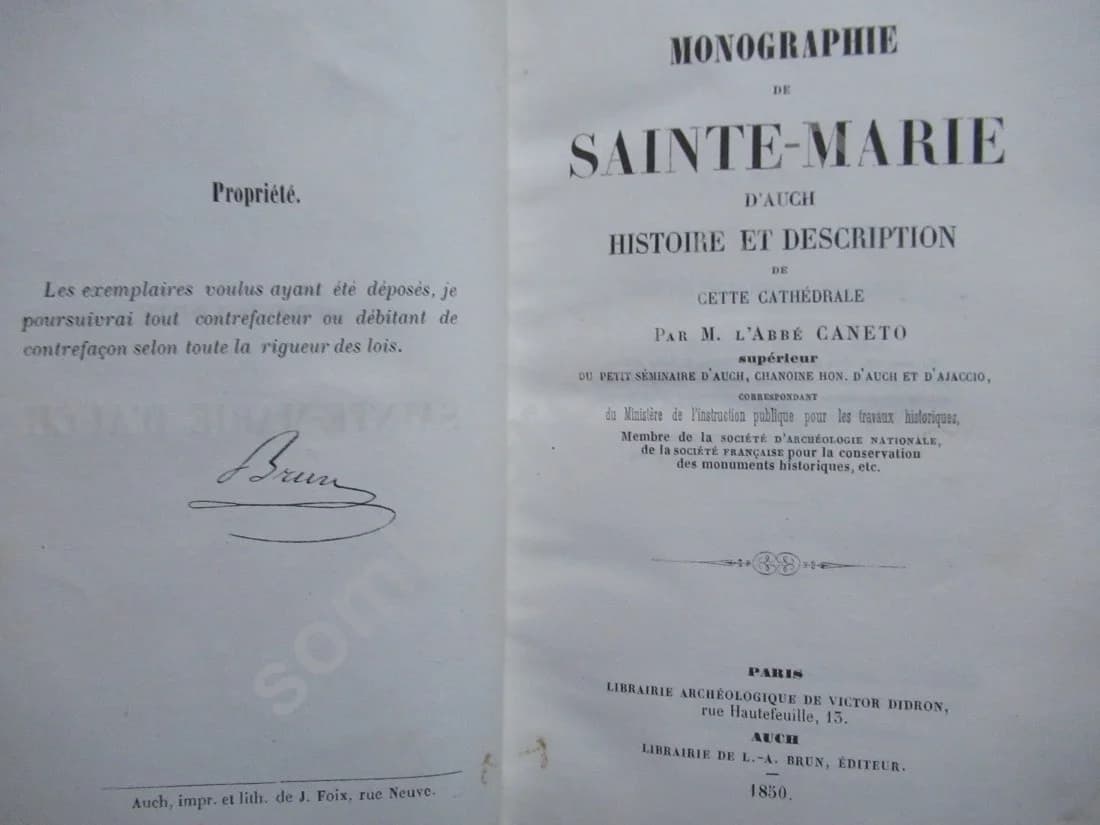 Propriété.
Les exemplaires voulus ayant été déposés, je
poursuivrai tout contrefacteur ou débitant de
contrefaçon selon toute la rigueur des lois.
Brun
Auch, impr. et lith. de J. Foix, rue Neuve.
MONOGRAPHIE
DE
SAINTE-MARIE
D'AUCH
HISTOIRE ET DESCRIPTION
DE
CETTE CATHÉDRALE
PAR M. L'ABBÉ CANETO
supérieur
DU PETIT SÉMINAIRE D'AUCH, CHANOINE HON. D'AUCH ET D'AJACCIO,
CORRESPONDANT
du Ministère de l'instruction publique pour les travaux historiques,
Membre de la SOCIÉTÉ D'ARCHÉOLOGIE NATIONALE,
de la SOCIÉTÉ FRANÇAISE pour la conservation
des monuments historiques, etc.
PARIS
LIBRAIRIE ARCHÉOLOGIQUE DE VICTOR DIDRON,
rue Hautefeuille, 13.
AUCH
LIBRAIRIE DE L.-A. BRUN, ÉDITEUR.
1850.